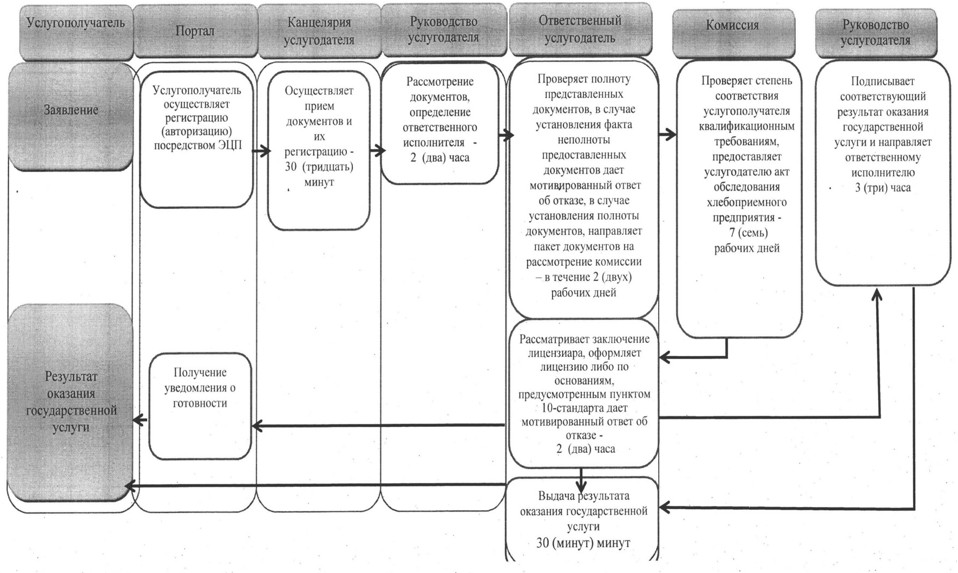 Услугополучатель
Портал
Канцелярия
услугодателя
Руководство
услугодателя
Ответственный
услугодатель
Комиссия
Руководство
услугодателя
Заявление
Услугополучатель
осуществляет
регистрацию
(авторизацию)
посредством ЭЦП
Осуществляет
прием
документов и
их
регистрацию -
30 (тридцать)
минут
Рассмотрение
документов,
определение
ответственного
исполнителя -
2 (два) часа
Проверяет полноту
представленных
документов, в случае
установления факта
неполноты
предоставленных
документов дает
мотивированный ответ
об отказе, в случае
установления полноты
документов, направляет
пакет документов на
рассмотрение комиссии
– в течение 2 (двух)
рабочих дней
Проверяет степень
соответствия
услугополучателя
квалификационным
требованиям,
предоставляет
услугодателю акт
обследования
хлебоприемного
предприятия -
7 (семь)
рабочих дней
Подписывает
соответствующий
результат оказания
государственной
услуги и направляет
ответственному
исполнителю
3 (три) часа
Результат
оказания
государственной
услуги
Получение
уведомления о
готовности
Рассматривает заключение
лицензиара, оформляет
лицензию либо по
основаниям,
предусмотренным пунктом
10-стандарта дает
мотивированный ответ об
отказе -
2 (два) часа
Выдача результата
оказания государственной
услуги
30 (минут) минут